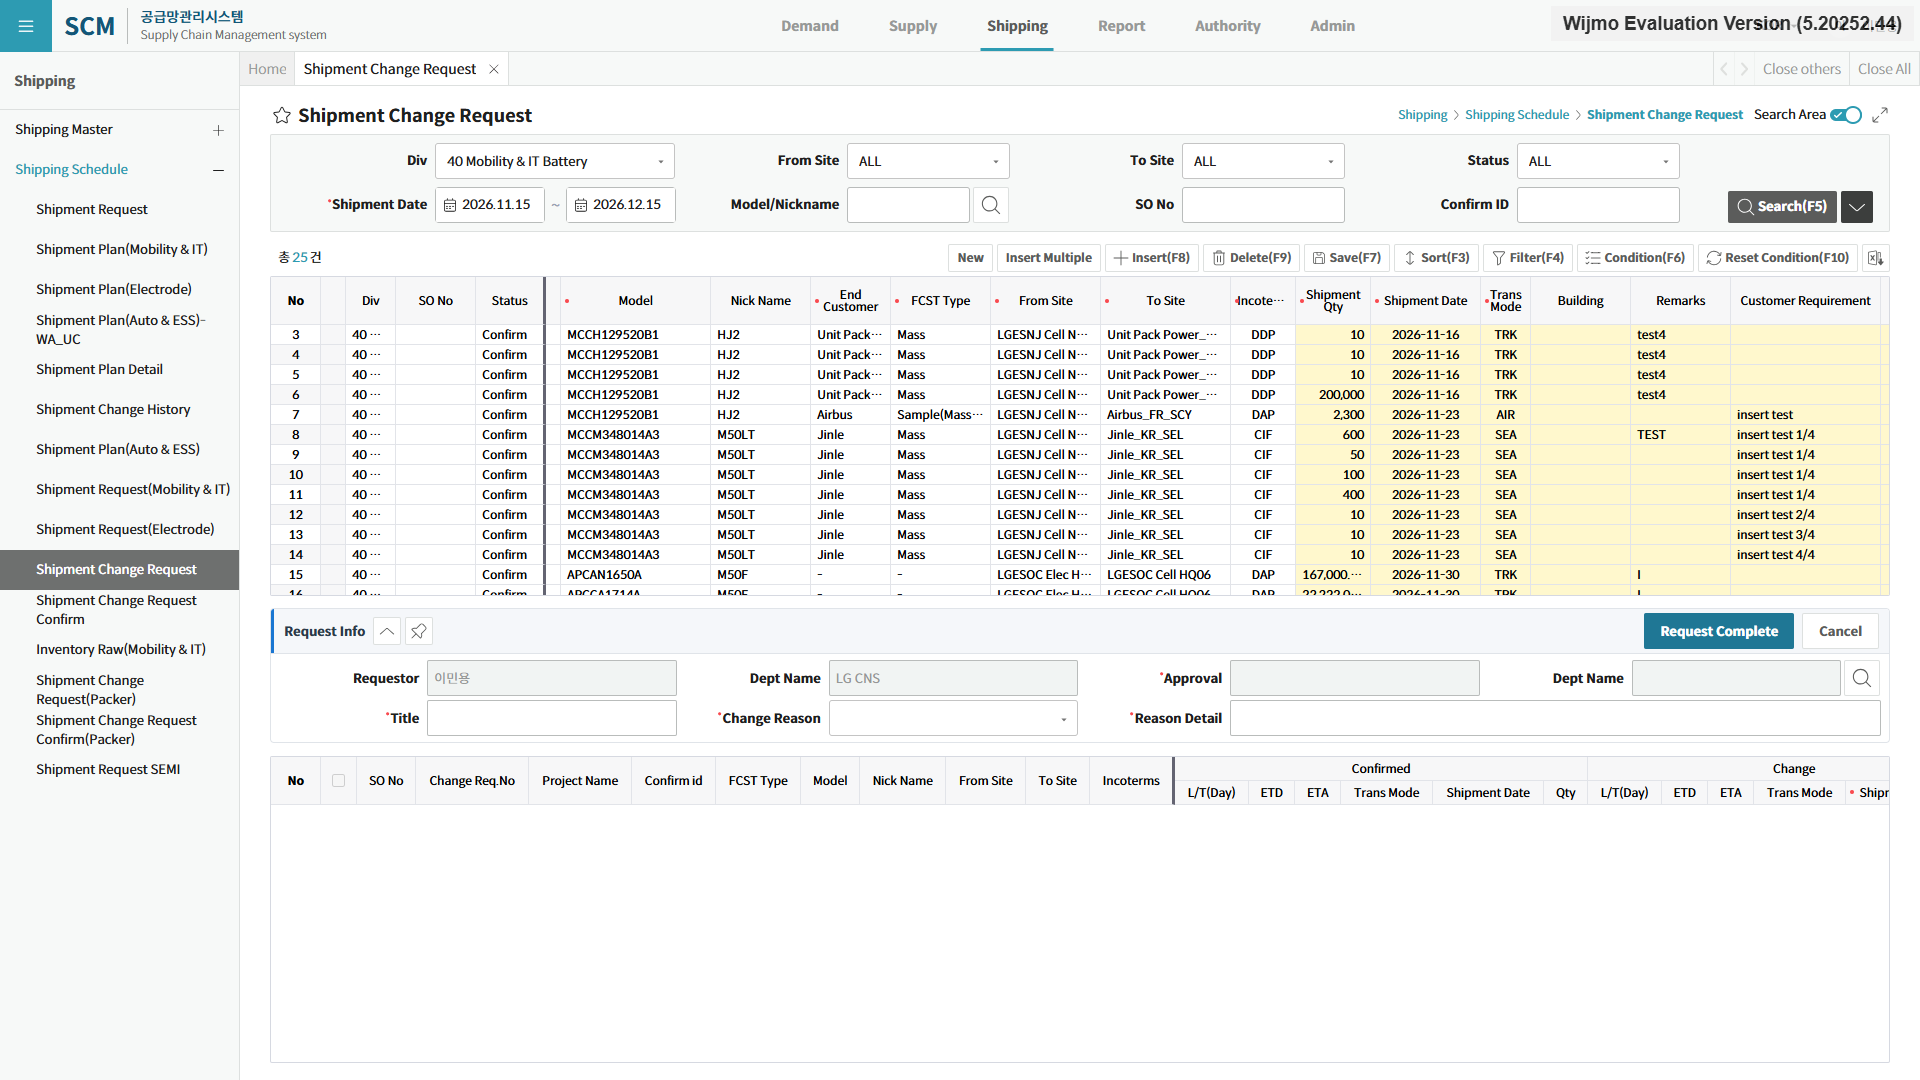 SCM
공급망관리시스템
Supply Chain Management system
Demand Supply Shipping Report Authority Admin
Wijmo Evaluation Version (5.20252.44)
Shipping
Home Shipment Change Request
Close others Close All
Shipping Master
Shipping Schedule
Shipment Request
Shipment Plan(Mobility & IT)
Shipment Plan(Electrode)
Shipment Plan(Auto & ESS)-
WA_UC
Shipment Plan Detail
Shipment Change History
Shipment Plan(Auto & ESS)
Shipment Request(Mobility & IT)
Shipment Request(Electrode)
Shipment Change Request
Shipment Change Request
Confirm
Inventory Raw(Mobility & IT)
Shipment Change
Request(Packer)
Shipment Change Request
Confirm(Packer)
Shipment Request SEMI
Shipment Change Request
Shipping > Shipping Schedule > Shipment Change Request Search Area
Div 40 Mobility & IT Battery From Site ALL To Site ALL Status ALL
*Shipment Date 2026.11.15 ~ 2026.12.15 Model/Nickname SO No Confirm ID Search(F5)
총 25 건
New Insert Multiple Insert(F8) Delete(F9) Save(F7) Sort(F3) Filter(F4) Condition(F6) Reset Condition(F10)
No Div SO No Status Model Nick Name End Customer FCST Type From Site To Site Incote··· Shipment Qty Shipment Date Trans Mode Building Remarks Customer Requirement
3 40 ··· Confirm MCCH129520B1 HJ2 Unit Pack··· Mass LGESNJ Cell N··· Unit Pack Power_··· DDP 10 2026-11-16 TRK test4
4 40 ··· Confirm MCCH129520B1 HJ2 Unit Pack··· Mass LGESNJ Cell N··· Unit Pack Power_··· DDP 10 2026-11-16 TRK test4
5 40 ··· Confirm MCCH129520B1 HJ2 Unit Pack··· Mass LGESNJ Cell N··· Unit Pack Power_··· DDP 10 2026-11-16 TRK test4
6 40 ··· Confirm MCCH129520B1 HJ2 Unit Pack··· Mass LGESNJ Cell N··· Unit Pack Power_··· DDP 200,000 2026-11-16 TRK test4
7 40 ··· Confirm MCCH129520B1 HJ2 Airbus Sample(Mass··· LGESNJ Cell N··· Airbus_FR_SCY DAP 2,300 2026-11-23 AIR insert test
8 40 ··· Confirm MCCM348014A3 M50LT Jinle Mass LGESNJ Cell N··· Jinle_KR_SEL CIF 600 2026-11-23 SEA TEST insert test 1/4
9 40 ··· Confirm MCCM348014A3 M50LT Jinle Mass LGESNJ Cell N··· Jinle_KR_SEL CIF 50 2026-11-23 SEA insert test 1/4
10 40 ··· Confirm MCCM348014A3 M50LT Jinle Mass LGESNJ Cell N··· Jinle_KR_SEL CIF 100 2026-11-23 SEA insert test 1/4
11 40 ··· Confirm MCCM348014A3 M50LT Jinle Mass LGESNJ Cell N··· Jinle_KR_SEL CIF 400 2026-11-23 SEA insert test 1/4
12 40 ··· Confirm MCCM348014A3 M50LT Jinle Mass LGESNJ Cell N··· Jinle_KR_SEL CIF 10 2026-11-23 SEA insert test 2/4
13 40 ··· Confirm MCCM348014A3 M50LT Jinle Mass LGESNJ Cell N··· Jinle_KR_SEL CIF 10 2026-11-23 SEA insert test 3/4
14 40 ··· Confirm MCCM348014A3 M50LT Jinle Mass LGESNJ Cell N··· Jinle_KR_SEL CIF 10 2026-11-23 SEA insert test 4/4
15 40 ··· Confirm APCAN1650A M50F - - LGESOC Elec H··· LGESOC Cell HQ06 DAP 167,000.··· 2026-11-30 TRK I
16 40 ··· Confirm APCCA1714A M50F - - LGESOC Elec H··· LGESOC Cell HQ06 DAP 22,222.0··· 2026-11-30 TRK I
Request Info Request Complete Cancel
Requestor 이민용 Dept Name LG CNS *Approval Dept Name
*Title *Change Reason *Reason Detail
No SO No Change Req.No Project Name Confirm id FCST Type Model Nick Name From Site To Site Incoterms
Confirmed Change
L/T(Day) ETD ETA Trans Mode Shipment Date Qty L/T(Day) ETD ETA Trans Mode